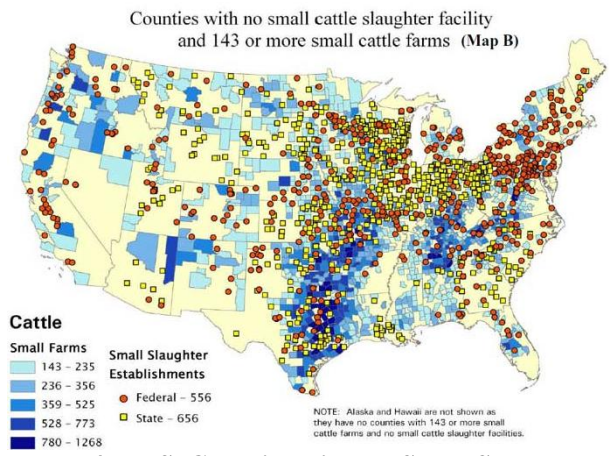 Counties with no small cattle slaughter facility
and 143 or more small cattle farms (Map B)
Cattle
Small Farms
143 - 235
236 - 356
359 - 525
528 - 773
780 - 1268
Small Slaughter
Establishments
Federal - 556
State - 656
NOTE: Alaska and Hawaii are not shown as
they have no counties with 143 or more small
cattle farms and no small cattle slaughter facilities.